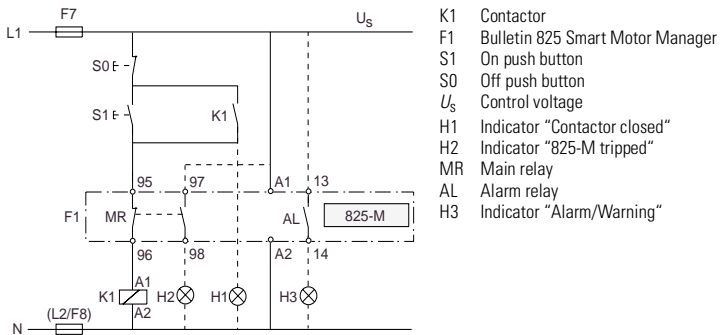 F7
U_S
L1
S0
S1
K1
95
97
A1
13
F1
MR
AL
825-M
96
98
A2
14
A1
K1
H2
H1
H3
A2
(L2/F8)
N
K1 Contactor
F1 Bulletin 825 Smart Motor Manager
S1 On push button
S0 Off push button
U_S Control voltage
H1 Indicator “Contactor closed“
H2 Indicator “825-M tripped“
MR Main relay
AL Alarm relay
H3 Indicator “Alarm/Warning“